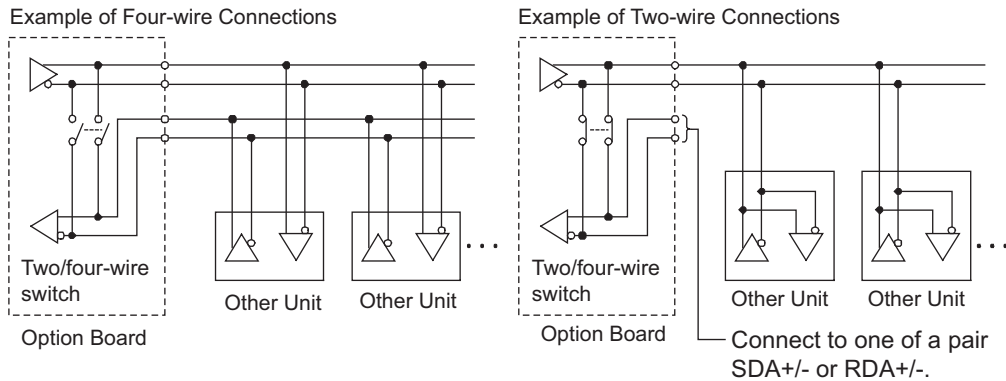 Example of Four-wire Connections
Two/four-wire
switch
Option Board
Other Unit
Other Unit
...
Example of Two-wire Connections
Two/four-wire
switch
Option Board
Other Unit
Other Unit
...
Connect to one of a pair
SDA+/- or RDA+/-.